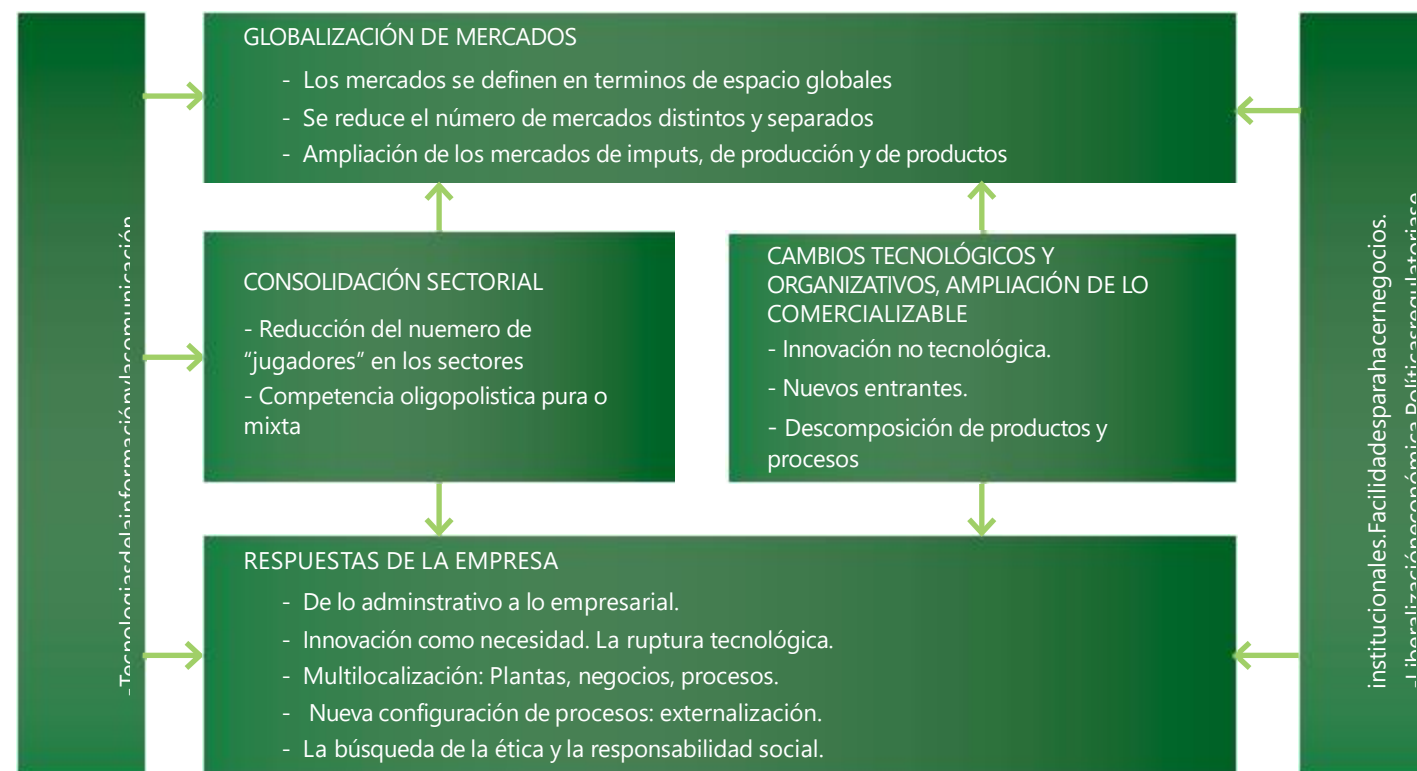 GLOBALIZACIÓN DE MERCADOS
- Los mercados se definen en terminos de espacio globales
- Se reduce el número de mercados distintos y separados
- Ampliación de los mercados de imputs, de producción y de productos
-Tecnologiasdelainformaciónylacomunicación
CONSOLIDACIÓN SECTORIAL
- Reducción del nuemero de
“jugadores” en los sectores
- Competencia oligopolistica pura o
mixta
CAMBIOS TECNOLÓGICOS Y
ORGANIZATIVOS, AMPLIACIÓN DE LO
COMERCIALIZABLE
- Innovación no tecnológica.
- Nuevos entrantes.
- Descomposición de productos y
procesos
RESPUESTAS DE LA EMPRESA
- De lo adminstrativo a lo empresarial.
- Innovación como necesidad. La ruptura tecnológica.
- Multilocalización: Plantas, negocios, procesos.
- Nueva configuración de procesos: externalización.
- La búsqueda de la ética y la responsabilidad social.
institucionales.Facilidadesparahacernegocios.
-Liberalizacióneconómica.Políticasregulatoriase